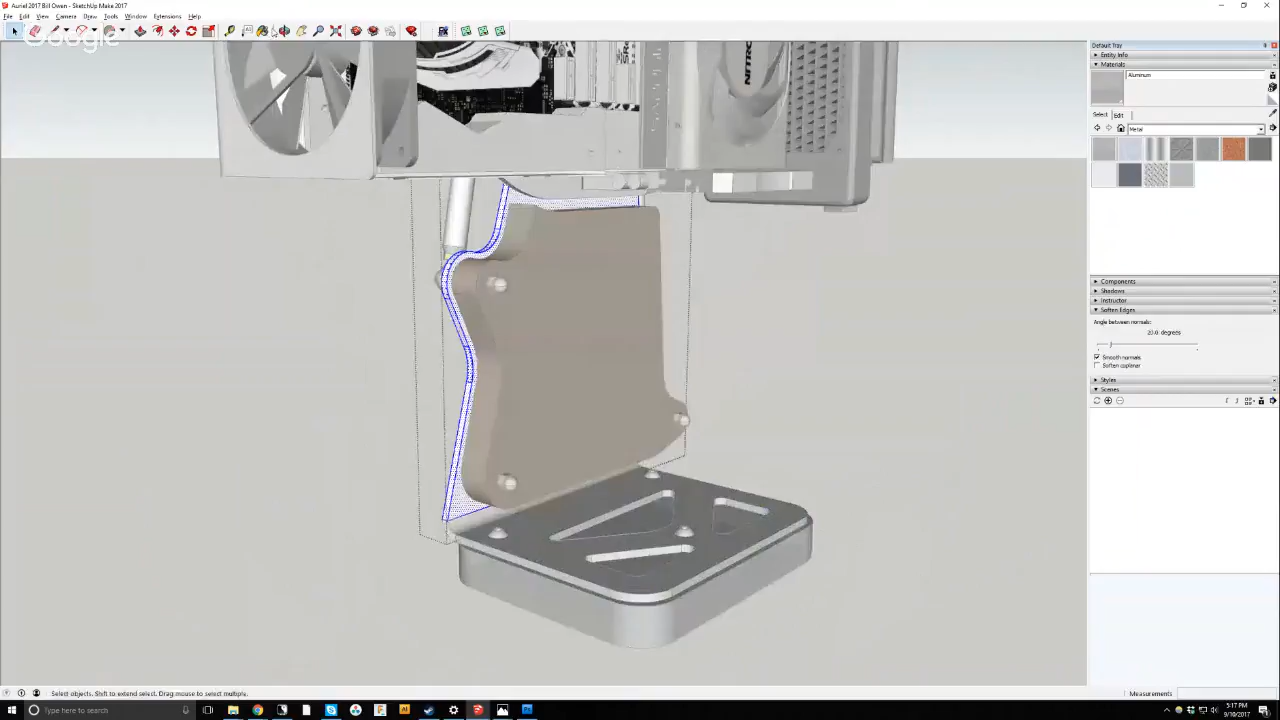 Auriel 2017 Bill Owen - SketchUp Make 2017
File Edit View Camera Draw Tools Window Extensions Help
Google
NITRO
Default Tray
Entity Info
Materials
Aluminum
Select Edit
Metal
Components
Shadows
Instructor
Soften Edges
Angle between normals:
20.0 degrees
Smooth normals
Soften coplanar
Styles
Scenes
Select objects. Shift to extend select. Drag mouse to select multiple.
Measurements
Type here to search
5:17 PM
9/10/2017